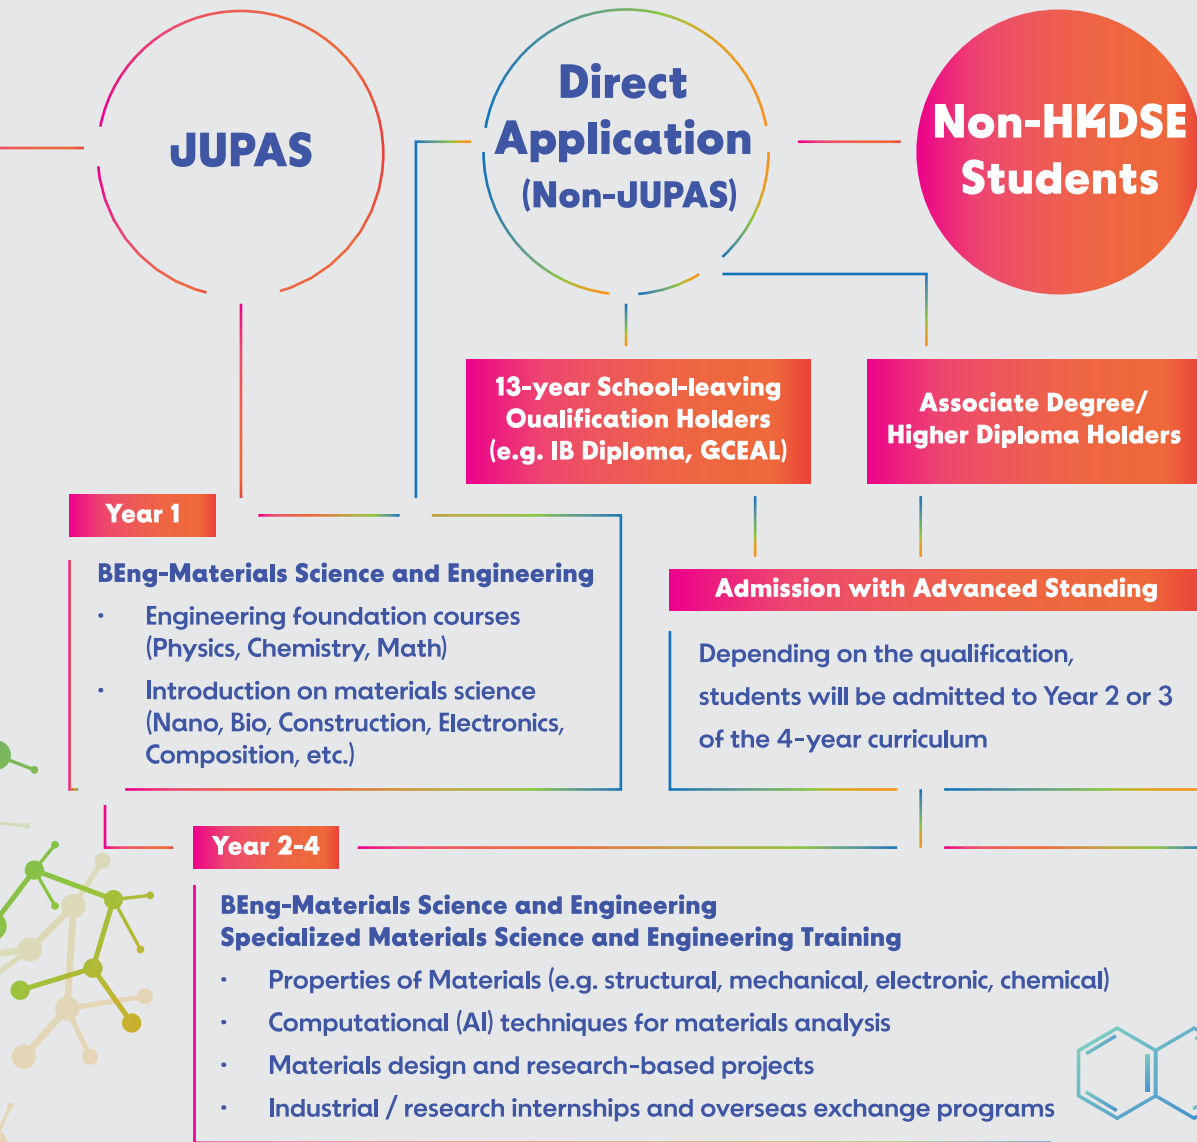 JUPAS
Direct
Application
(Non-JUPAS)
Non-HKDSE
Students
13-year School-leaving
Qualification Holders
(e.g. IB Diploma, GCEAL)
Associate Degree/
Higher Diploma Holders
Year 1
BEng-Materials Science and Engineering
• Engineering foundation courses
(Physics, Chemistry, Math)
• Introduction on materials science
(Nano, Bio, Construction, Electronics,
Composition, etc.)
Admission with Advanced Standing
Depending on the qualification,
students will be admitted to Year 2 or 3
of the 4-year curriculum
Year 2-4
BEng-Materials Science and Engineering
Specialized Materials Science and Engineering Training
• Properties of Materials (e.g. structural, mechanical, electronic, chemical)
• Computational (AI) techniques for materials analysis
• Materials design and research-based projects
• Industrial / research internships and overseas exchange programs